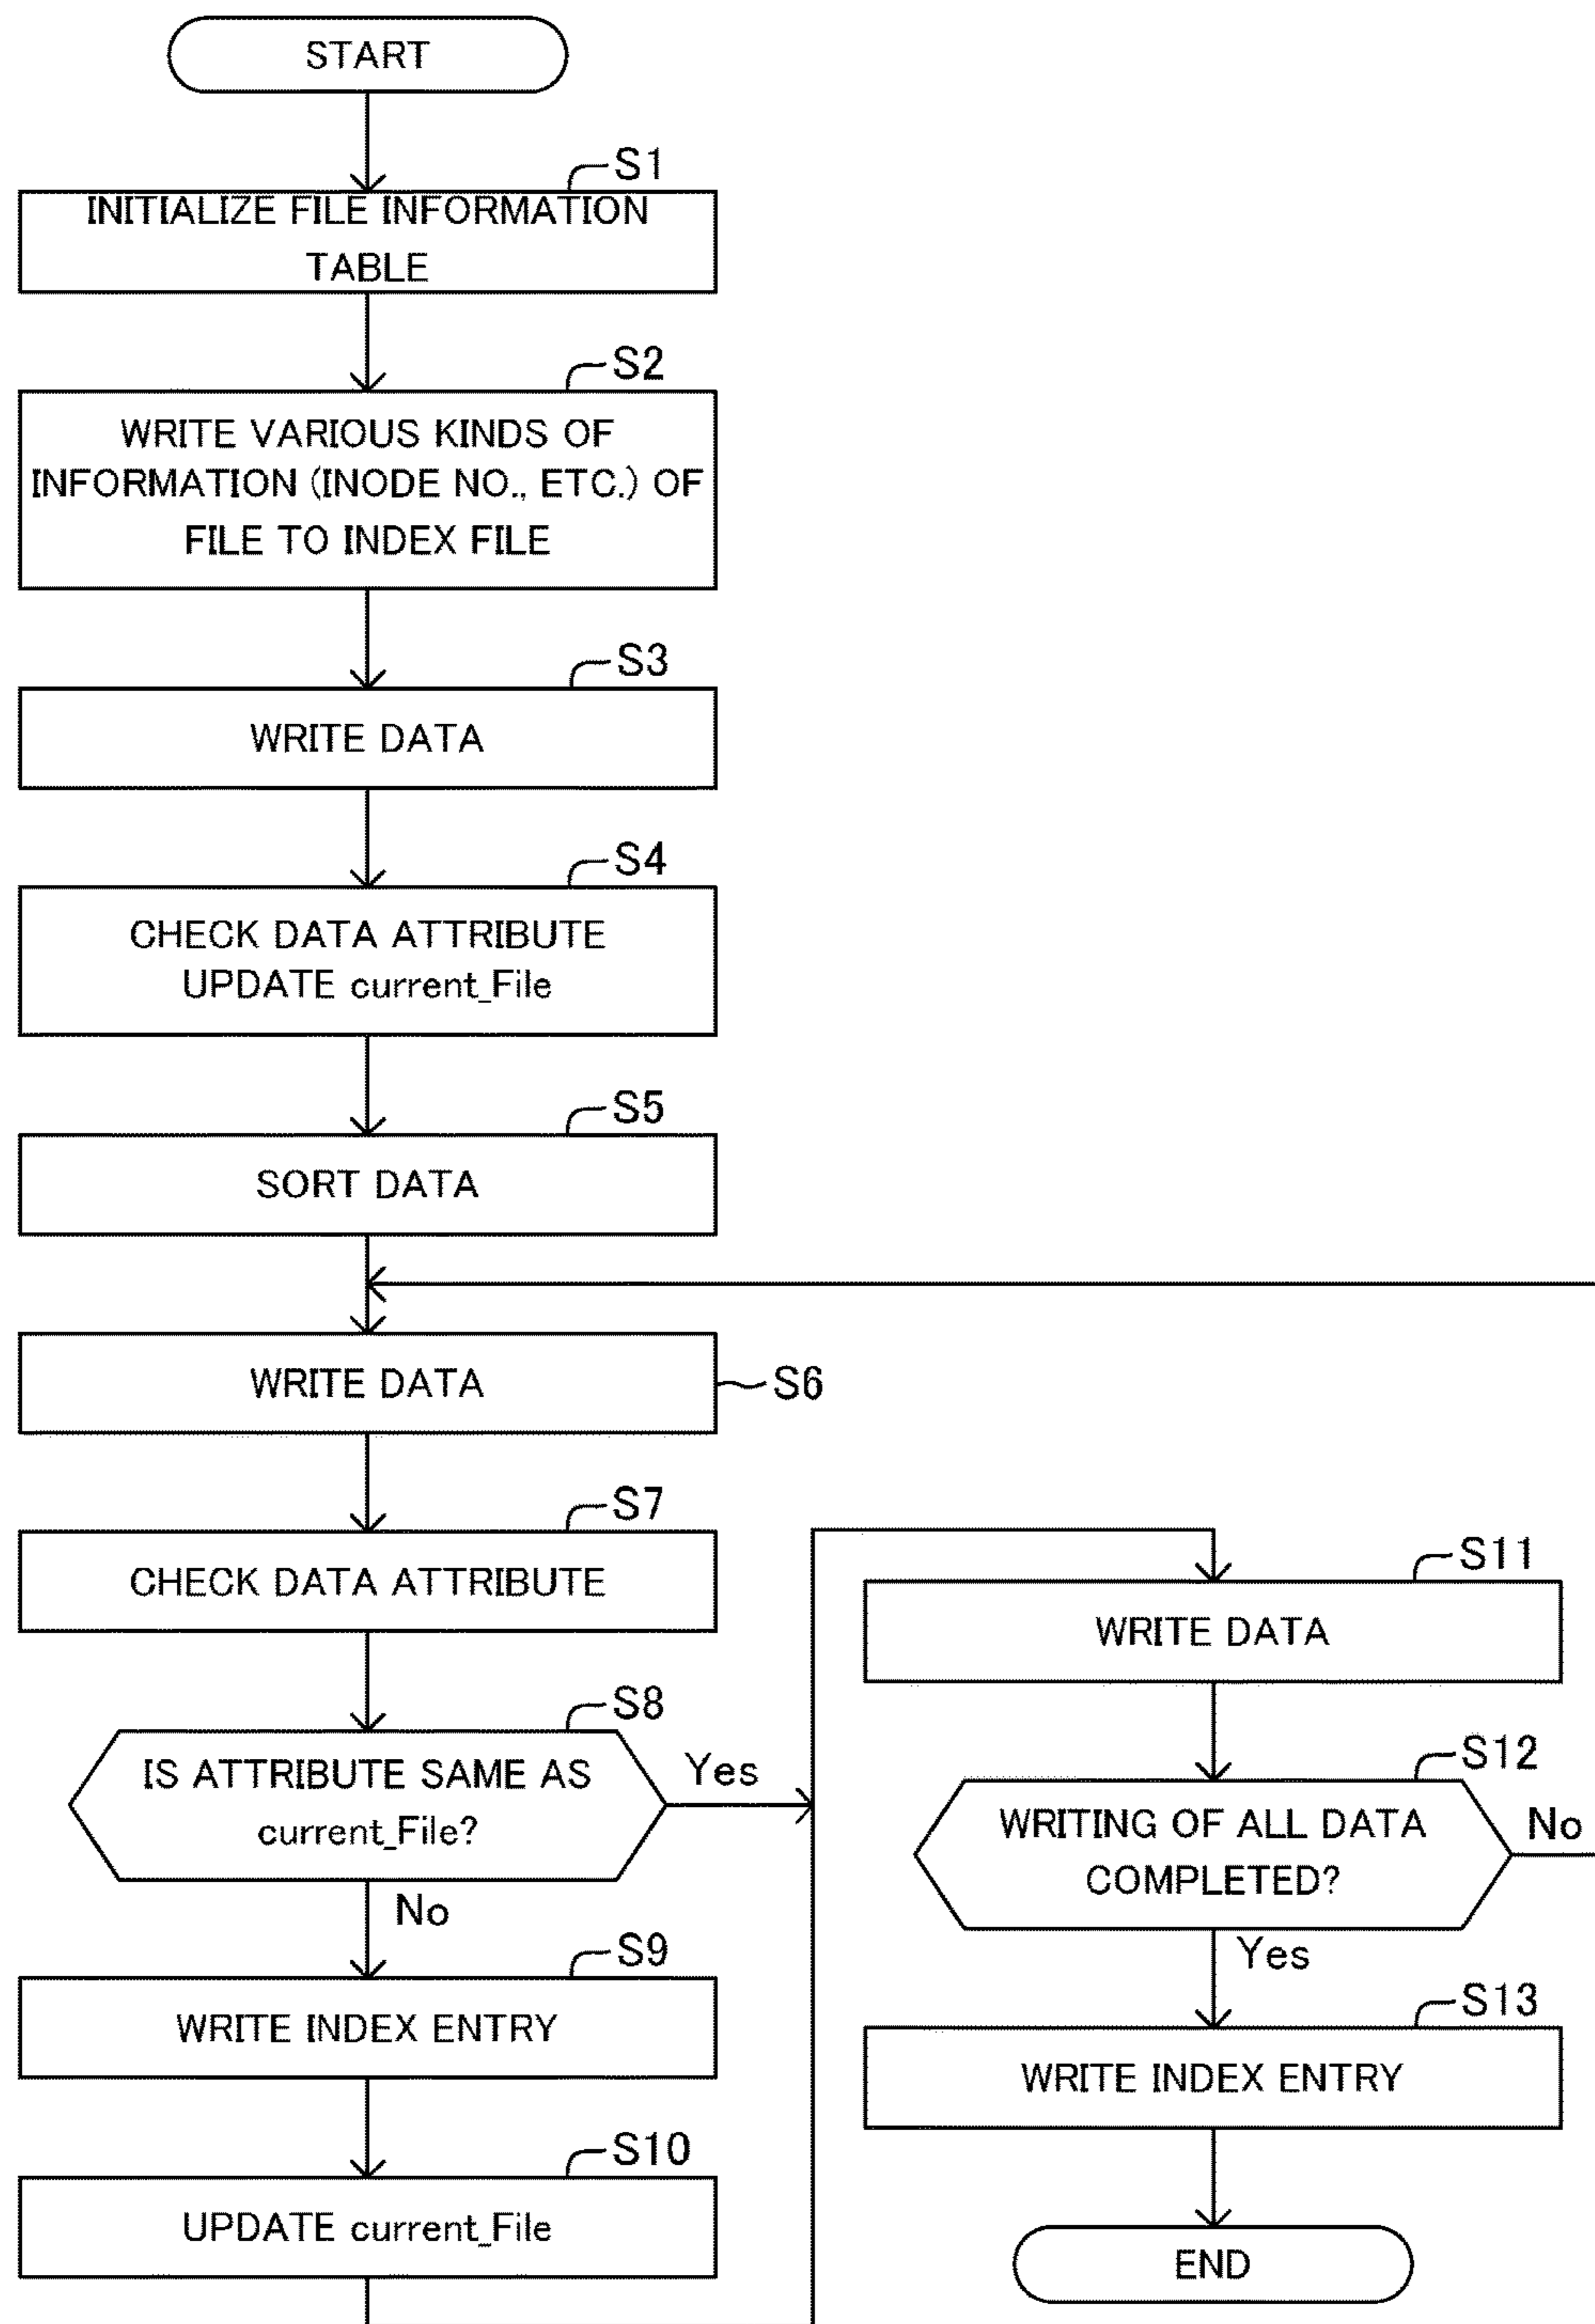 START
S1
INITIALIZE FILE INFORMATION
TABLE
S2
WRITE VARIOUS KINDS OF
INFORMATION (INODE NO., ETC.) OF
FILE TO INDEX FILE
S3
WRITE DATA
S4
CHECK DATA ATTRIBUTE
UPDATE current_File
S5
SORT DATA
WRITE DATA
S6
S7
CHECK DATA ATTRIBUTE
S8
IS ATTRIBUTE SAME AS
current_File?
Yes
No
S9
WRITE INDEX ENTRY
S10
UPDATE current_File
S11
WRITE DATA
S12
WRITING OF ALL DATA
COMPLETED?
No
Yes
S13
WRITE INDEX ENTRY
END